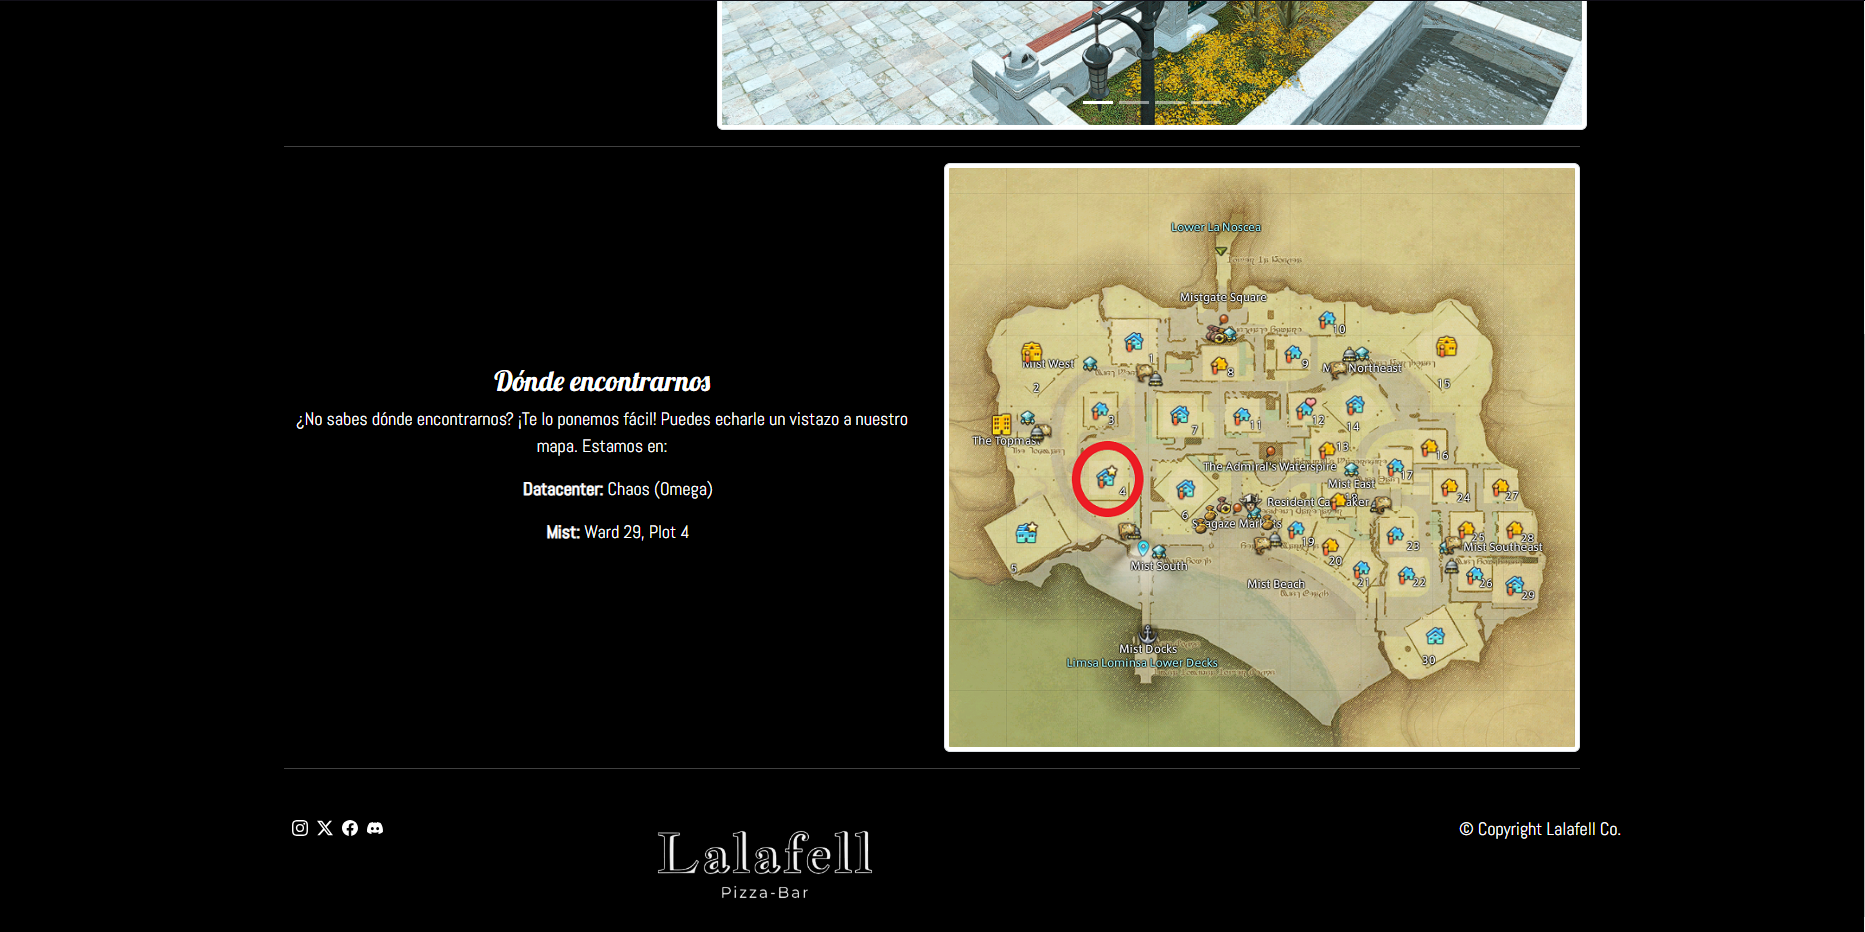 Dónde encontrarnos
¿No sabes dónde encontrarnos? ¡Te lo ponemos fácil! Puedes echarle un vistazo a nuestro
mapa. Estamos en:
Datacenter: Chaos (Omega)
Mist: Ward 29, Plot 4
Lower La Noscea
Mistgate Square
10
1
9
8
Mist West
Northeast
2
15
3
7
11
12
14
The Topmast
13
16
The Admiral's Waterspire
17
4
Mist East
24
27
6
Resident Caretaker
18
Seagaze Markets
5
19
20
23
25
28
Mist Southeast
Mist South
Mist Beach
21
22
26
29
30
Mist Docks
Limsa Lominsa Lower Decks
Lalafell
Pizza-Bar
© Copyright Lalafell Co.